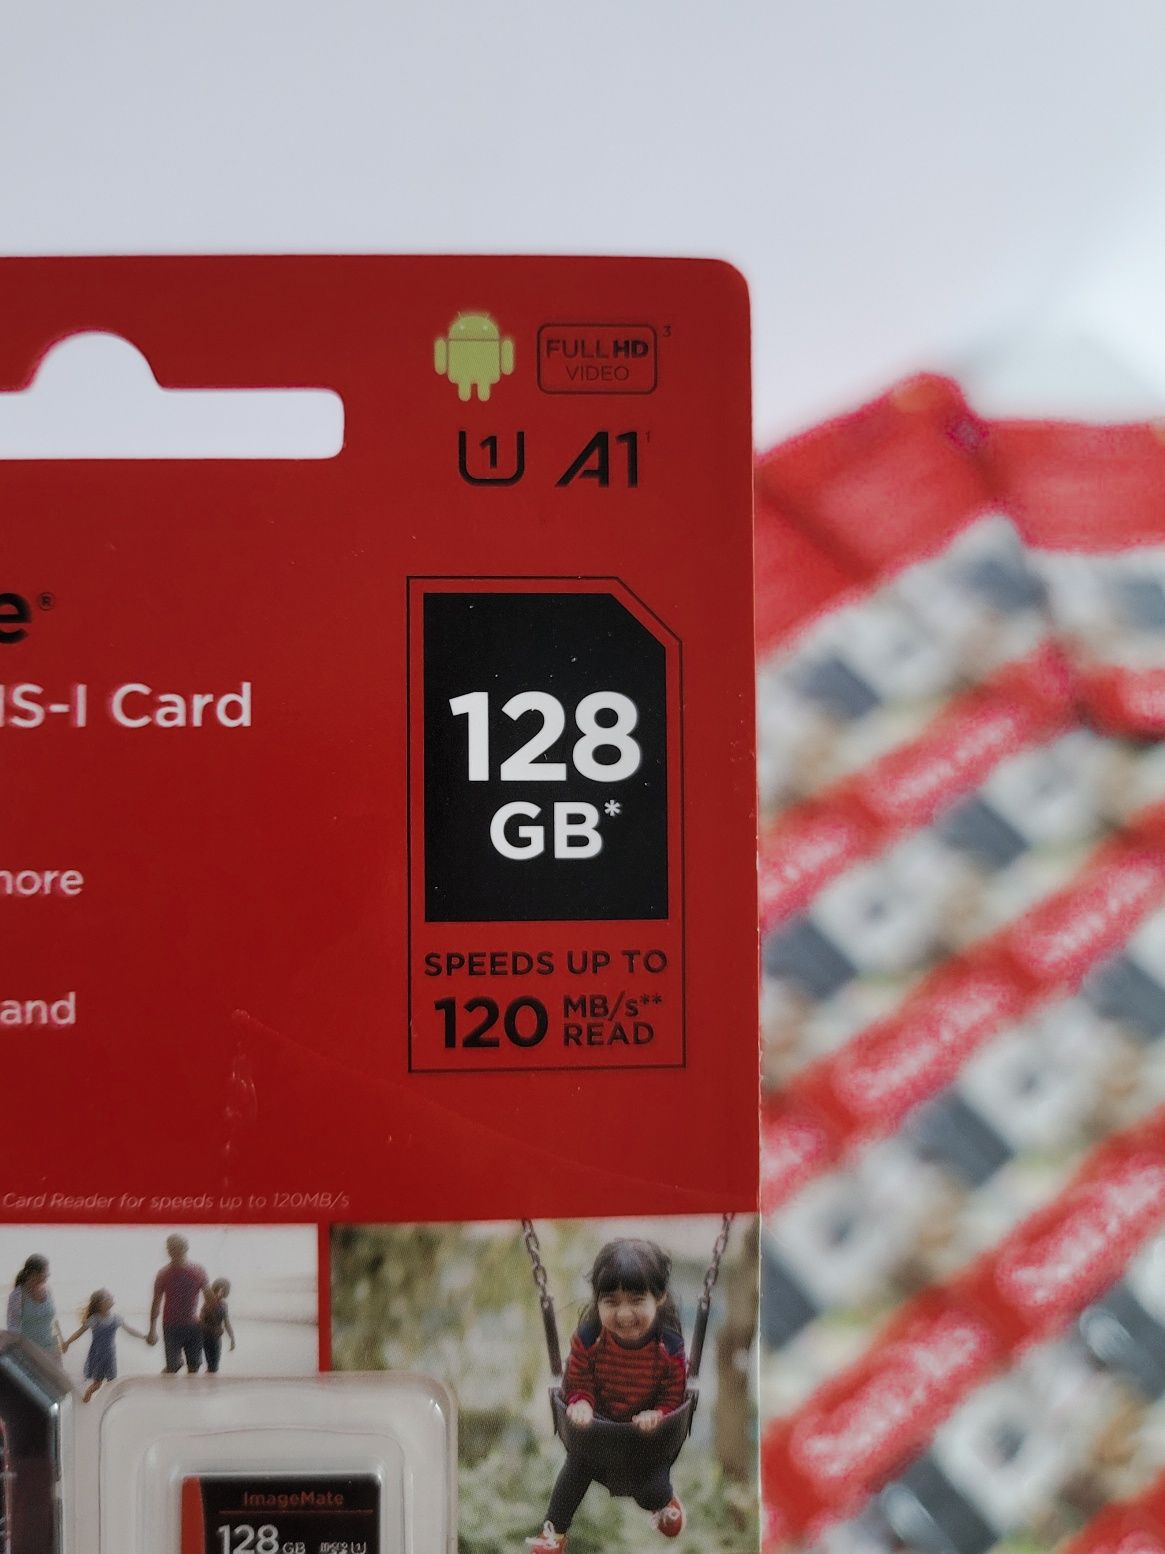 FULL HD 3
VIDEO
U1 A1 1
e®
IS-I Card
128
GB*
SPEEDS UP TO
120 MB/s**
READ
more
and
Card Reader for speeds up to 120MB/s
ImageMate
128 GB